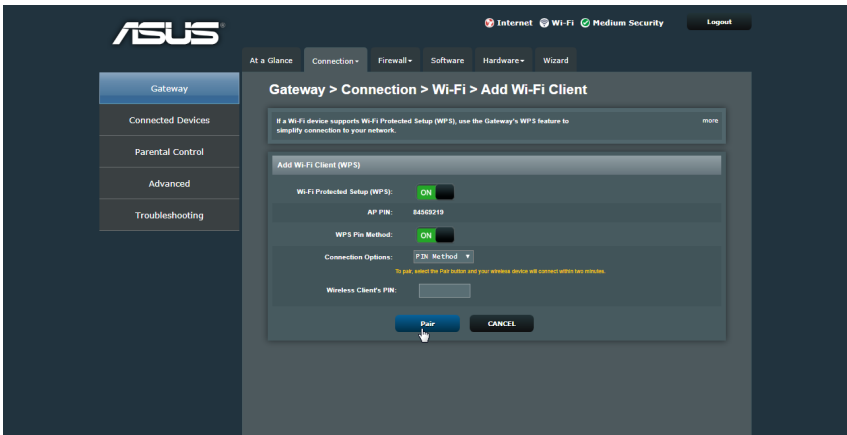 ASUS
Internet Wi-Fi Medium Security Logout
At a Glance Connection Firewall Software Hardware Wizard
Gateway
Connected Devices
Parental Control
Advanced
Troubleshooting
Gateway > Connection > Wi-Fi > Add Wi-Fi Client
If a Wi-Fi device supports Wi-Fi Protected Setup (WPS), use the Gateway's WPS feature to
simplify connection to your network.
more
Add Wi-Fi Client (WPS)
Wi-Fi Protected Setup (WPS): ON
AP PIN: 84569219
WPS Pin Method: ON
Connection Options: PIN Method
To pair, select the Pair button and your wireless device will connect within two minutes.
Wireless Client's PIN:
Pair CANCEL